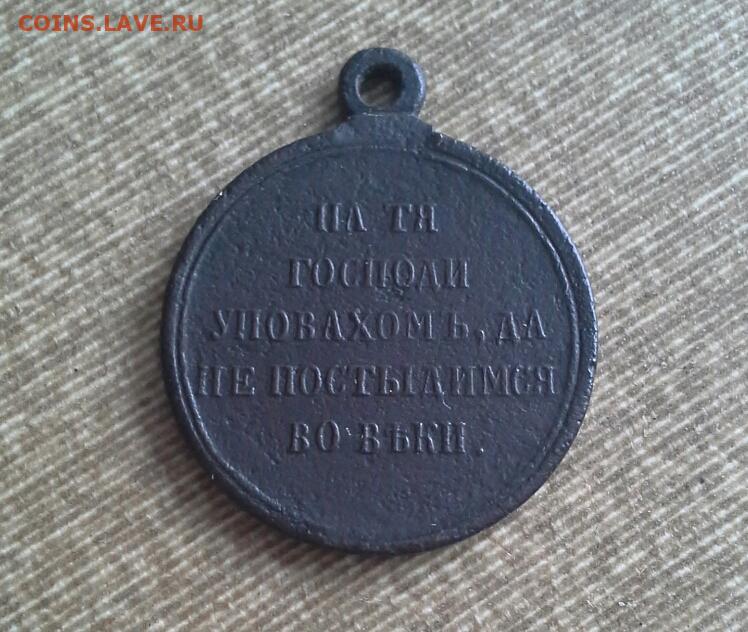 COINS.LAVE.RU
НА ТЯ
ГОСПОДИ
УПОВАХОМЪ, ДА
НЕ ПОСТЫДИМСЯ
ВО ВѢКИ.